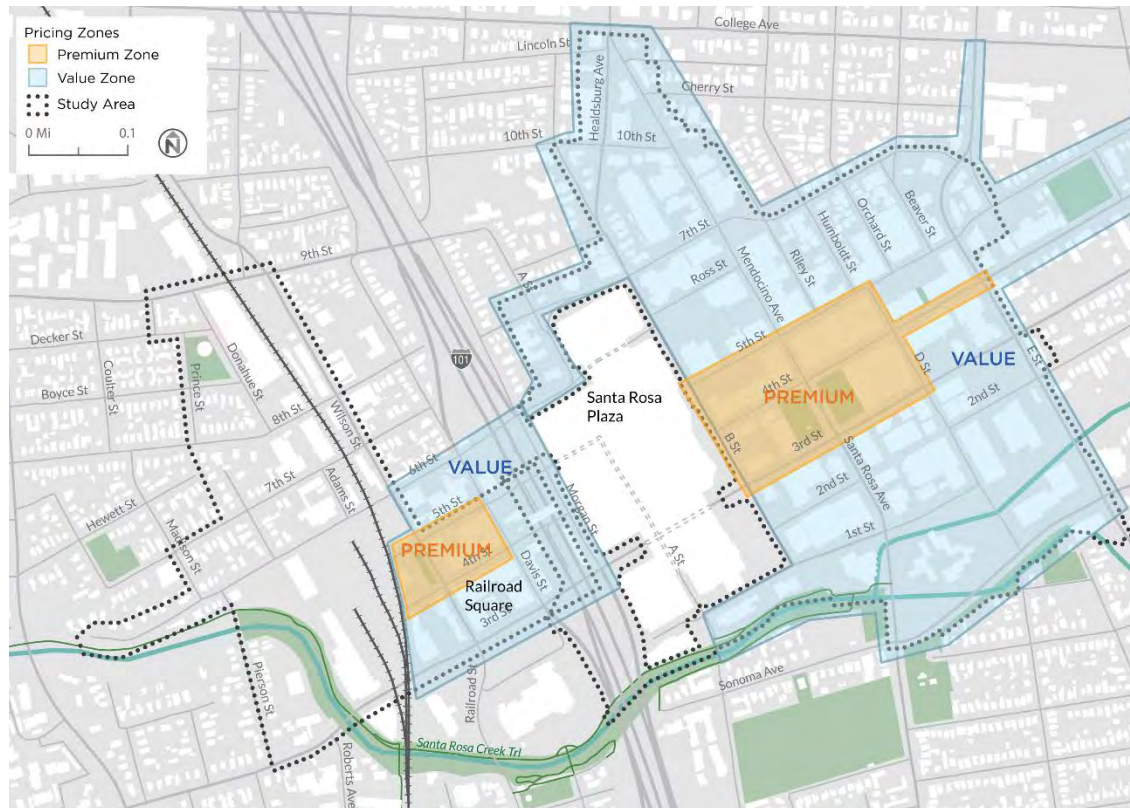 Pricing Zones
Premium Zone
Value Zone
Study Area
0 Mi 0.1
N
College Ave
Lincoln St
Healdsburg Ave
Cherry St
10th St
10th St
9th St
A St
7th St
Ross St
Mendocino Ave
Riley St
Humboldt St
Orchard St
Beaver St
Decker St
Boyce St
Coulter St
Prince St
Donahue St
8th St
Wilson St
101
5th St
4th St
PREMIUM
3rd St
B St
D St
E St
VALUE
2nd St
Santa Rosa
Plaza
Santa Rosa Ave
2nd St
1st St
Hewett St
Madison St
7th St
Adams St
6th St
VALUE
5th St
PREMIUM
4th St
Railroad
Square
Davis St
Morgan St
A St
3rd St
Railroad St
Pierson St
Roberts Ave
Santa Rosa Creek Trl
Sonoma Ave